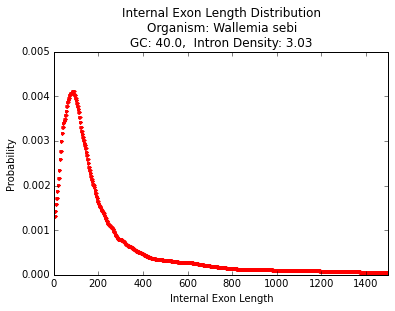 Internal Exon Length Distribution
Organism: Wallemia sebi
GC: 40.0,  Intron Density: 3.03
0.005
0.004
0.003
0.002
0.001
0.000
Probability
0 200 400 600 800 1000 1200 1400
Internal Exon Length